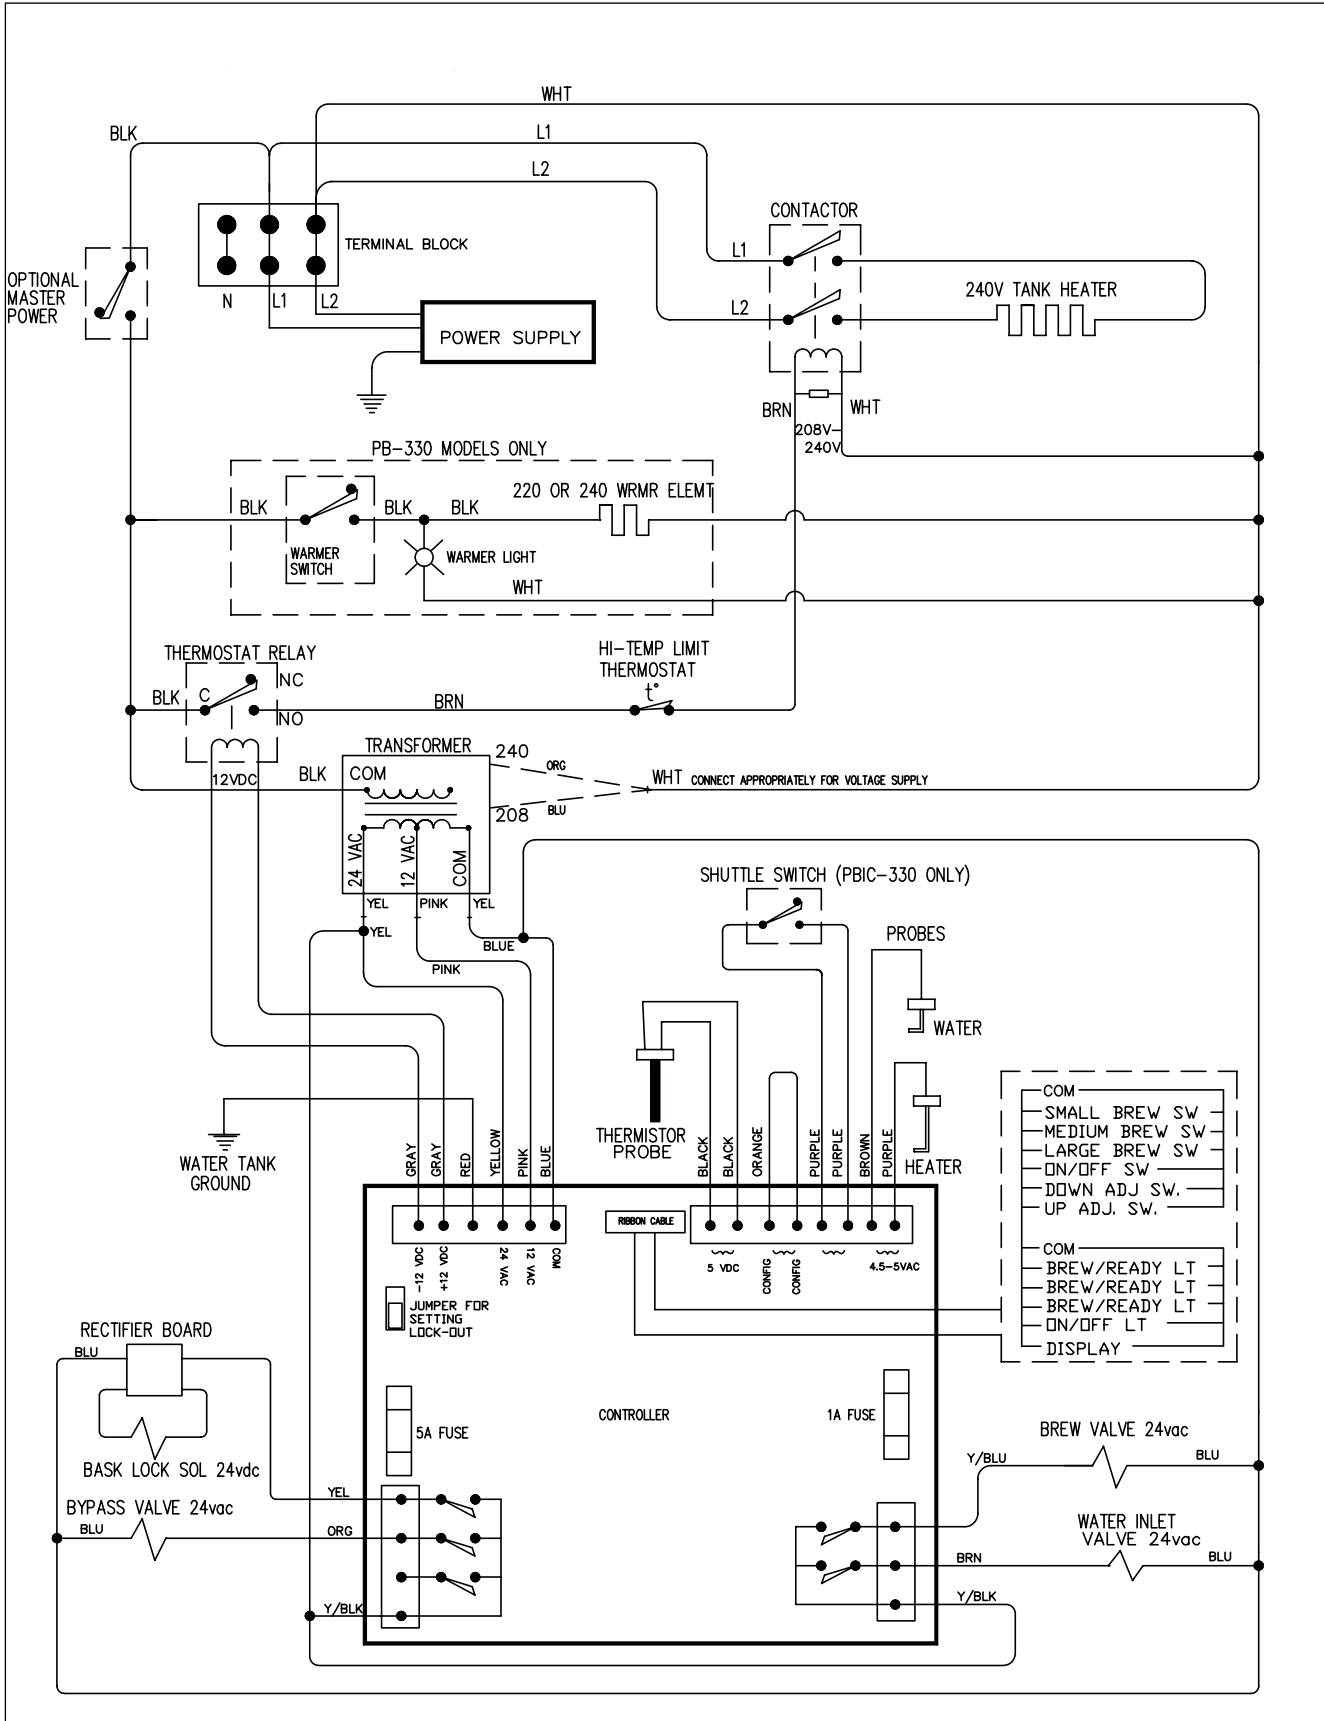 WHT
BLK
L1
L2
CONTACTOR
TERMINAL BLOCK
L1
OPTIONAL
MASTER
POWER
N
L1
L2
L2
240V TANK HEATER
POWER SUPPLY
BRN
WHT
208V-
240V
PB-330 MODELS ONLY
220 OR 240 WRMR ELEMT
BLK
BLK
BLK
WARMER
SWITCH
WARMER LIGHT
WHT
THERMOSTAT RELAY
HI-TEMP LIMIT
THERMOSTAT
t°
NC
BLK
C
NO
BRN
TRANSFORMER
240
12VDC
BLK
COM
ORG
WHT CONNECT APPROPRIATELY FOR VOLTAGE SUPPLY
BLU
208
24 VAC
12 VAC
COM
SHUTTLE SWITCH (PBIC-330 ONLY)
YEL
PINK
YEL
YEL
BLUE
PINK
PROBES
WATER
THERMISTOR
PROBE
WATER TANK
GROUND
HEATER
GRAY
GRAY
RED
YELLOW
PINK
BLUE
BLACK
BLACK
ORANGE
PURPLE
PURPLE
BROWN
PURPLE
COM
SMALL BREW SW
MEDIUM BREW SW
LARGE BREW SW
ON/OFF SW
DOWN ADJ SW.
UP ADJ. SW.
COM
BREW/READY LT
BREW/READY LT
BREW/READY LT
ON/OFF LT
DISPLAY
RIBBON CABLE
-12 VDC
+12 VDC
24 VAC
12 VAC
COM
5 VDC
CONFIG
CONFIG
4.5-5VAC
JUMPER FOR
SETTING
LOCK-OUT
RECTIFIER BOARD
BLU
5A FUSE
CONTROLLER
1A FUSE
BREW VALVE 24vac
Y/BLU
BLU
BASK LOCK SOL 24vdc
YEL
BYPASS VALVE 24vac
BLU
ORG
WATER INLET
VALVE 24vac
BRN
BLU
Y/BLK
Y/BLK